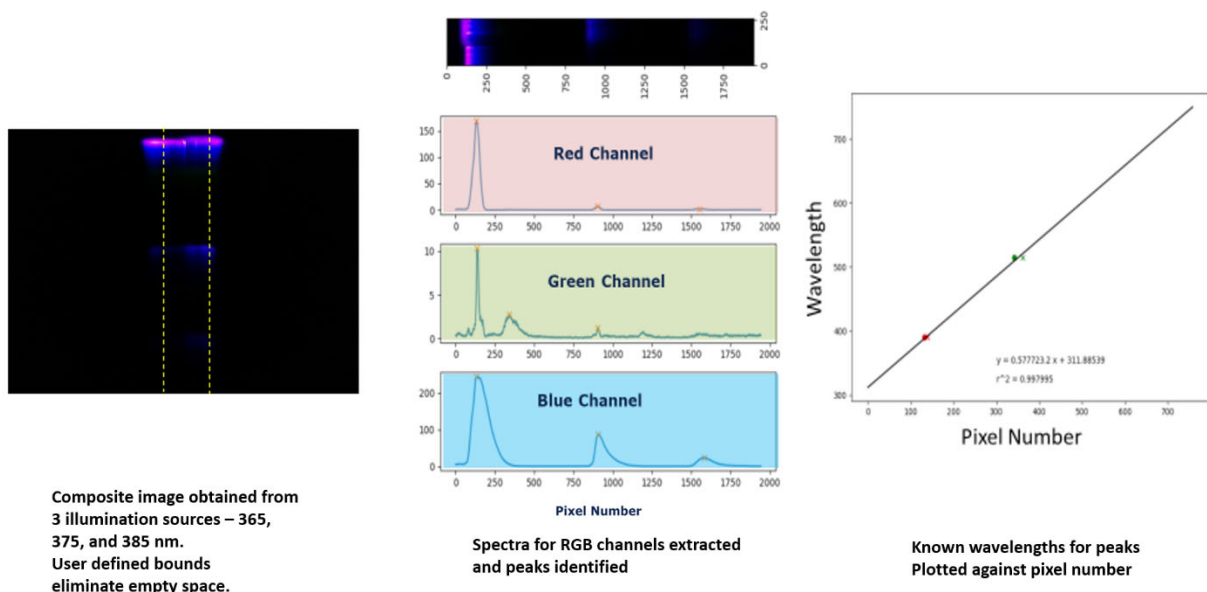 250
0
0
250
500
750
1000
1250
1500
1750
150
100
50
0
Red Channel
0 250 500 750 1000 1250 1500 1750 2000
10
5
0
Green Channel
0 250 500 750 1000 1250 1500 1750 2000
200
100
0
Blue Channel
0 250 500 750 1000 1250 1500 1750 2000
Pixel Number
700
600
500
400
300
Wavelength
y = 0.577723.2 x + 311.88539
r^2 = 0.997995
0 100 200 300 400 500 600 700
Pixel Number
Composite image obtained from
3 illumination sources – 365,
375, and 385 nm.
User defined bounds
eliminate empty space.
Spectra for RGB channels extracted
and peaks identified
Known wavelengths for peaks
Plotted against pixel number